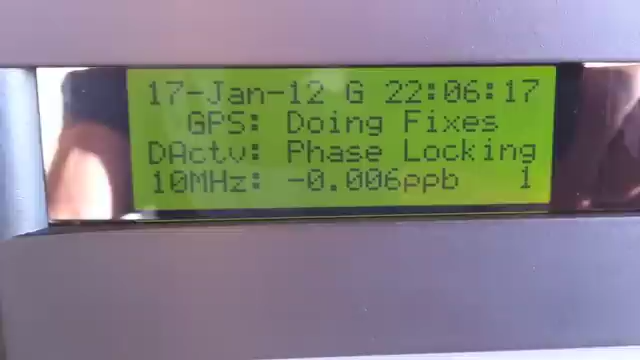 17-Jan-12 G 22:06:17
GPS: Doing Fixes
DActv: Phase Locking
10MHz: -0.006ppb 1